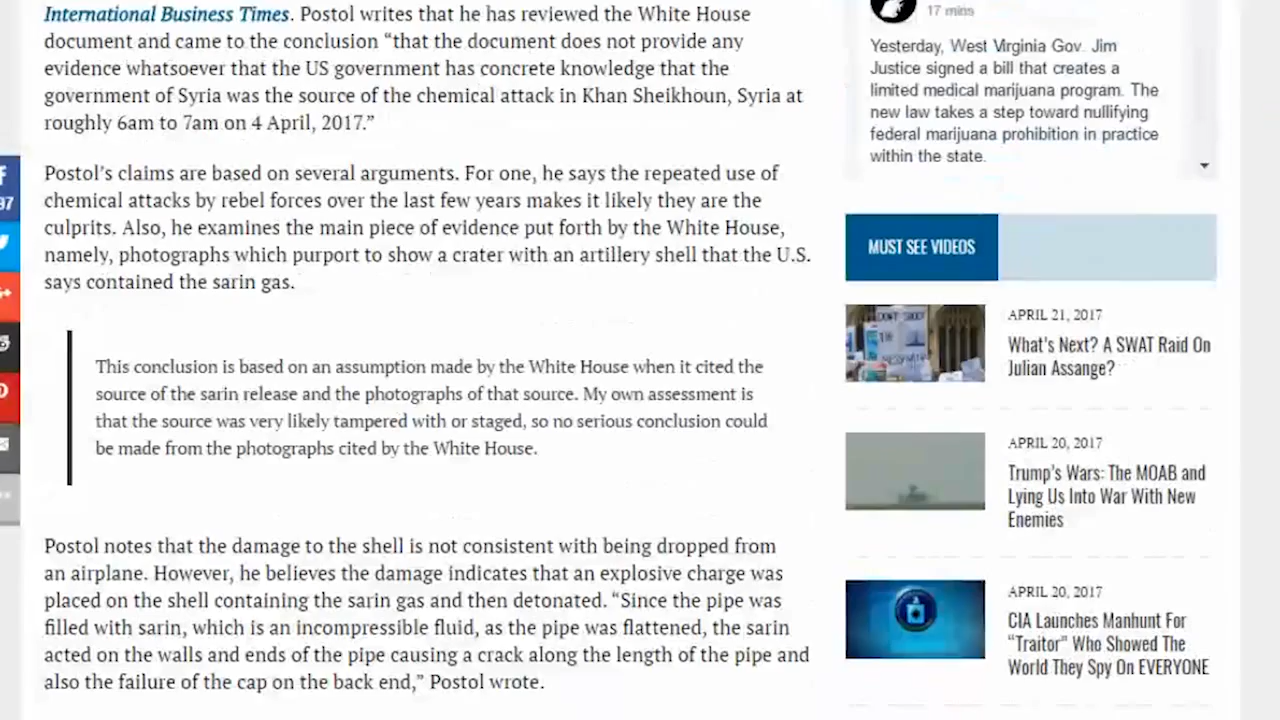 International Business Times. Postol writes that he has reviewed the White House
document and came to the conclusion “that the document does not provide any
evidence whatsoever that the US government has concrete knowledge that the
government of Syria was the source of the chemical attack in Khan Sheikhoun, Syria at
roughly 6am to 7am on 4 April, 2017.”
Postol’s claims are based on several arguments. For one, he says the repeated use of
chemical attacks by rebel forces over the last few years makes it likely they are the
culprits. Also, he examines the main piece of evidence put forth by the White House,
namely, photographs which purport to show a crater with an artillery shell that the U.S.
says contained the sarin gas.
This conclusion is based on an assumption made by the White House when it cited the
source of the sarin release and the photographs of that source. My own assessment is
that the source was very likely tampered with or staged, so no serious conclusion could
be made from the photographs cited by the White House.
Postol notes that the damage to the shell is not consistent with being dropped from
an airplane. However, he believes the damage indicates that an explosive charge was
placed on the shell containing the sarin gas and then detonated. “Since the pipe was
filled with sarin, which is an incompressible fluid, as the pipe was flattened, the sarin
acted on the walls and ends of the pipe causing a crack along the length of the pipe and
also the failure of the cap on the back end,” Postol wrote.
17 mins
Yesterday, West Virginia Gov. Jim
Justice signed a bill that creates a
limited medical marijuana program. The
new law takes a step toward nullifying
federal marijuana prohibition in practice
within the state.
MUST SEE VIDEOS
APRIL 21, 2017
What’s Next? A SWAT Raid On
Julian Assange?
APRIL 20, 2017
Trump’s Wars: The MOAB and
Lying Us Into War With New
Enemies
APRIL 20, 2017
CIA Launches Manhunt For
“Traitor” Who Showed The
World They Spy On EVERYONE